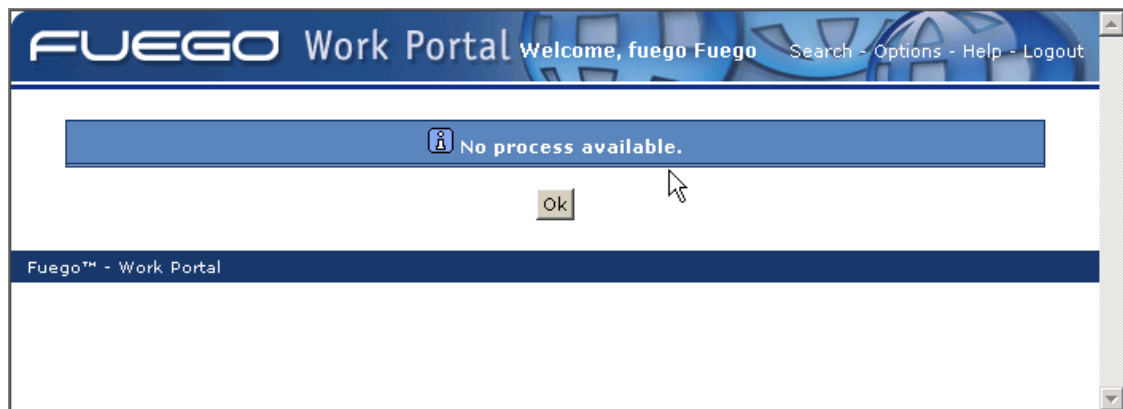 FUEGO Work Portal Welcome, fuego Fuego Search - Options - Help - Logout
No process available.
Ok
Fuego™ - Work Portal